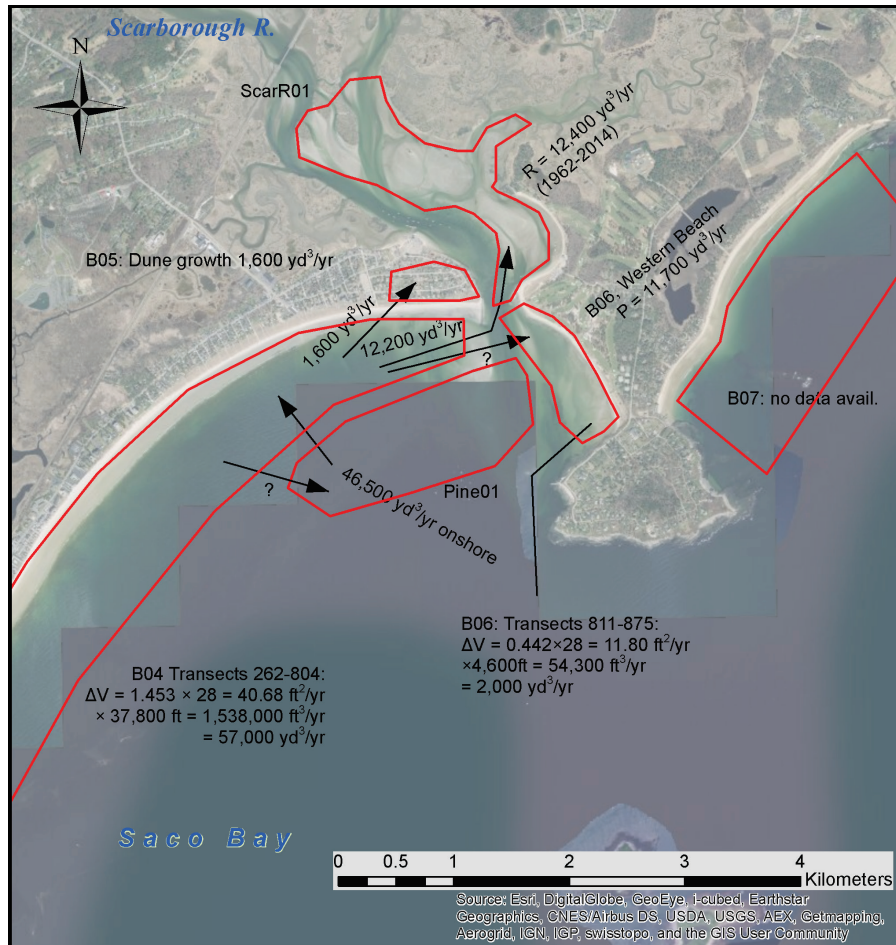 Scarborough R.
N
ScarR01
R = 12,400 yd³/yr
(1962-2014)
B05: Dune growth 1,600 yd³/yr
B06, Western Beach
P = 11,700 yd³/yr
1,600 yd³/yr
12,200 yd³/yr
?
B07: no data avail.
?
46,500 yd³/yr onshore
Pine01
B06: Transects 811-875:
ΔV = 0.442×28 = 11.80 ft²/yr
×4,600ft = 54,300 ft³/yr
= 2,000 yd³/yr
B04 Transects 262-804:
ΔV = 1.453 × 28 = 40.68 ft²/yr
× 37,800 ft = 1,538,000 ft³/yr
= 57,000 yd³/yr
Saco Bay
0 0.5 1 2 3 4
Kilometers
Source: Esri, DigitalGlobe, GeoEye, i-cubed, Earthstar
Geographics, CNES/Airbus DS, USDA, USGS, AEX, Getmapping,
Aerogrid, IGN, IGP, swisstopo, and the GIS User Community